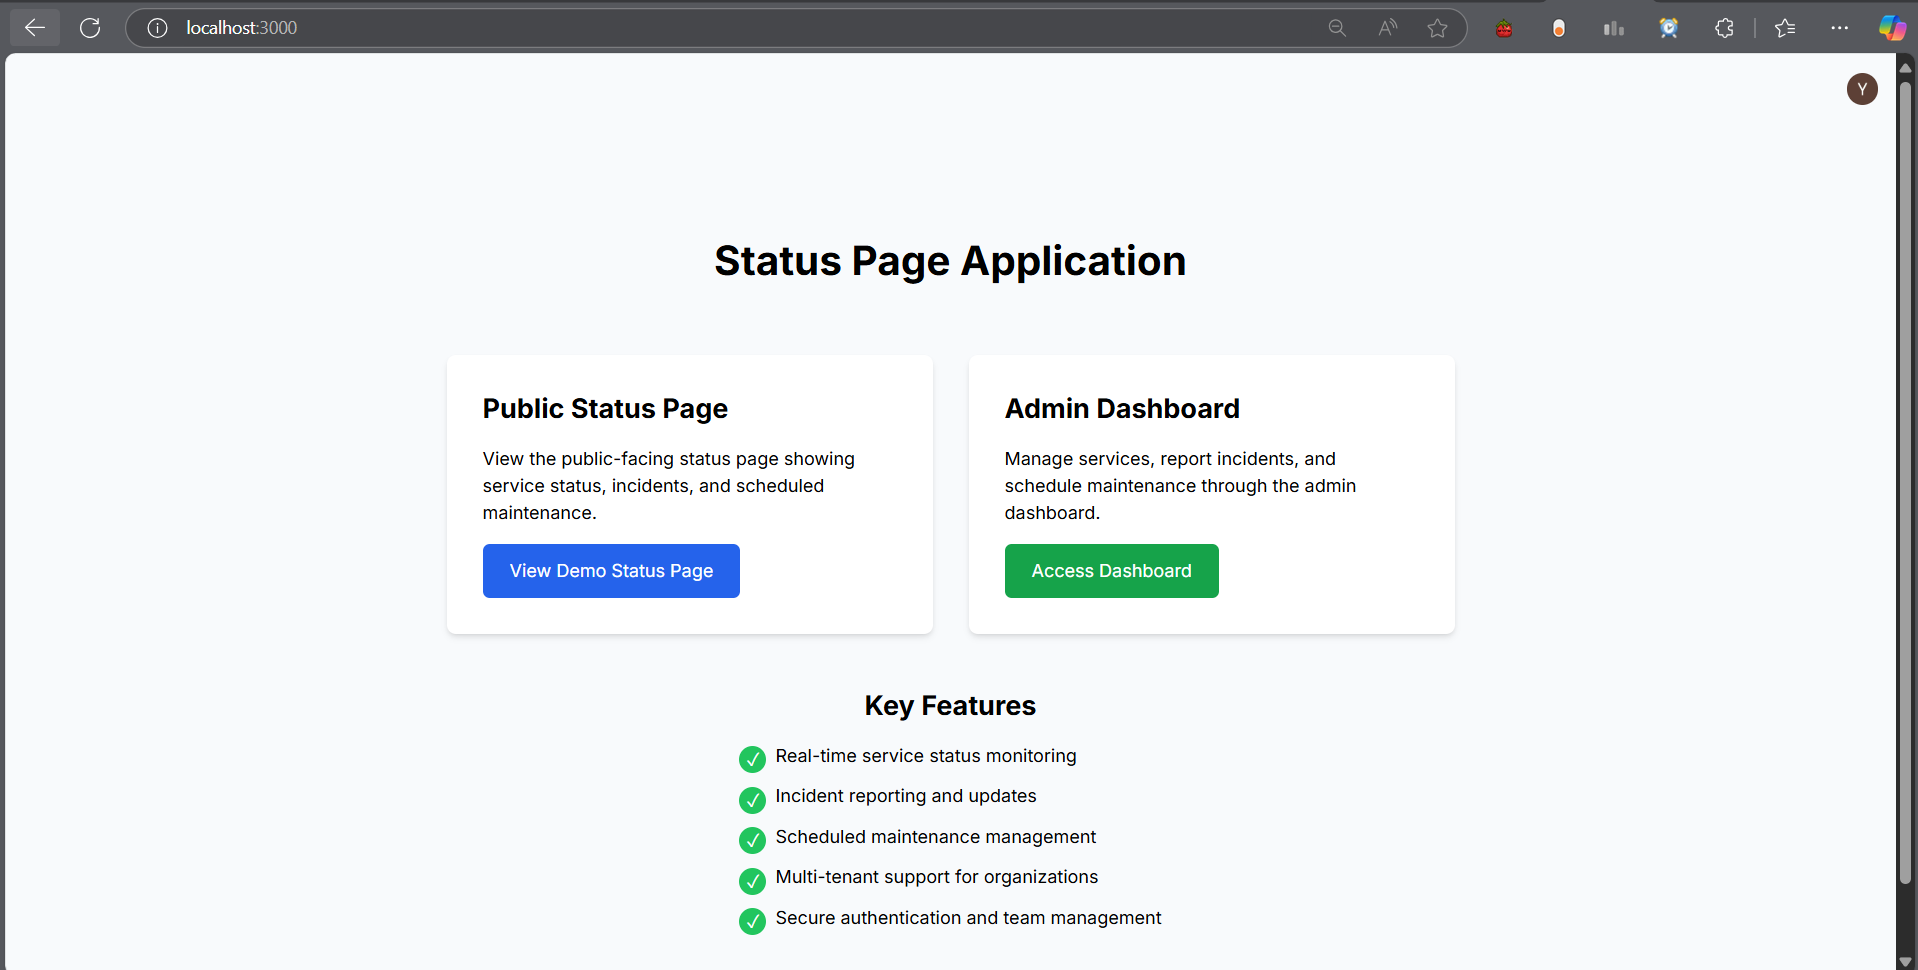 localhost:3000
Y
Status Page Application
Public Status Page
View the public-facing status page showing
service status, incidents, and scheduled
maintenance.
View Demo Status Page
Admin Dashboard
Manage services, report incidents, and
schedule maintenance through the admin
dashboard.
Access Dashboard
Key Features
Real-time service status monitoring
Incident reporting and updates
Scheduled maintenance management
Multi-tenant support for organizations
Secure authentication and team management